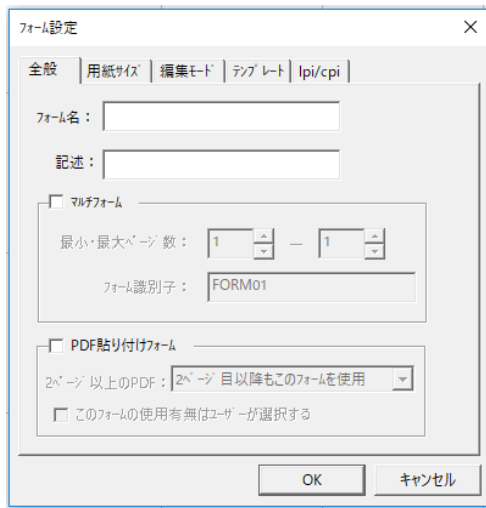 ﾌｫｰﾑ設定
全般 用紙ｻｲｽﾞ 編集ﾓｰﾄﾞ ﾃﾝﾌﾟﾚｰﾄ lpi/cpi
ﾌｫｰﾑ名：
記述：
ﾏﾙﾁﾌｫｰﾑ
最小・最大ﾍﾟｰｼﾞ数： 1 － 1
ﾌｫｰﾑ識別子： FORM01
PDF貼り付けﾌｫｰﾑ
2ﾍﾟｰｼﾞ以上のPDF： 2ﾍﾟｰｼﾞ目以降もこのﾌｫｰﾑを使用
このﾌｫｰﾑの使用有無はﾕｰｻﾞｰが選択する
OK キャンセル